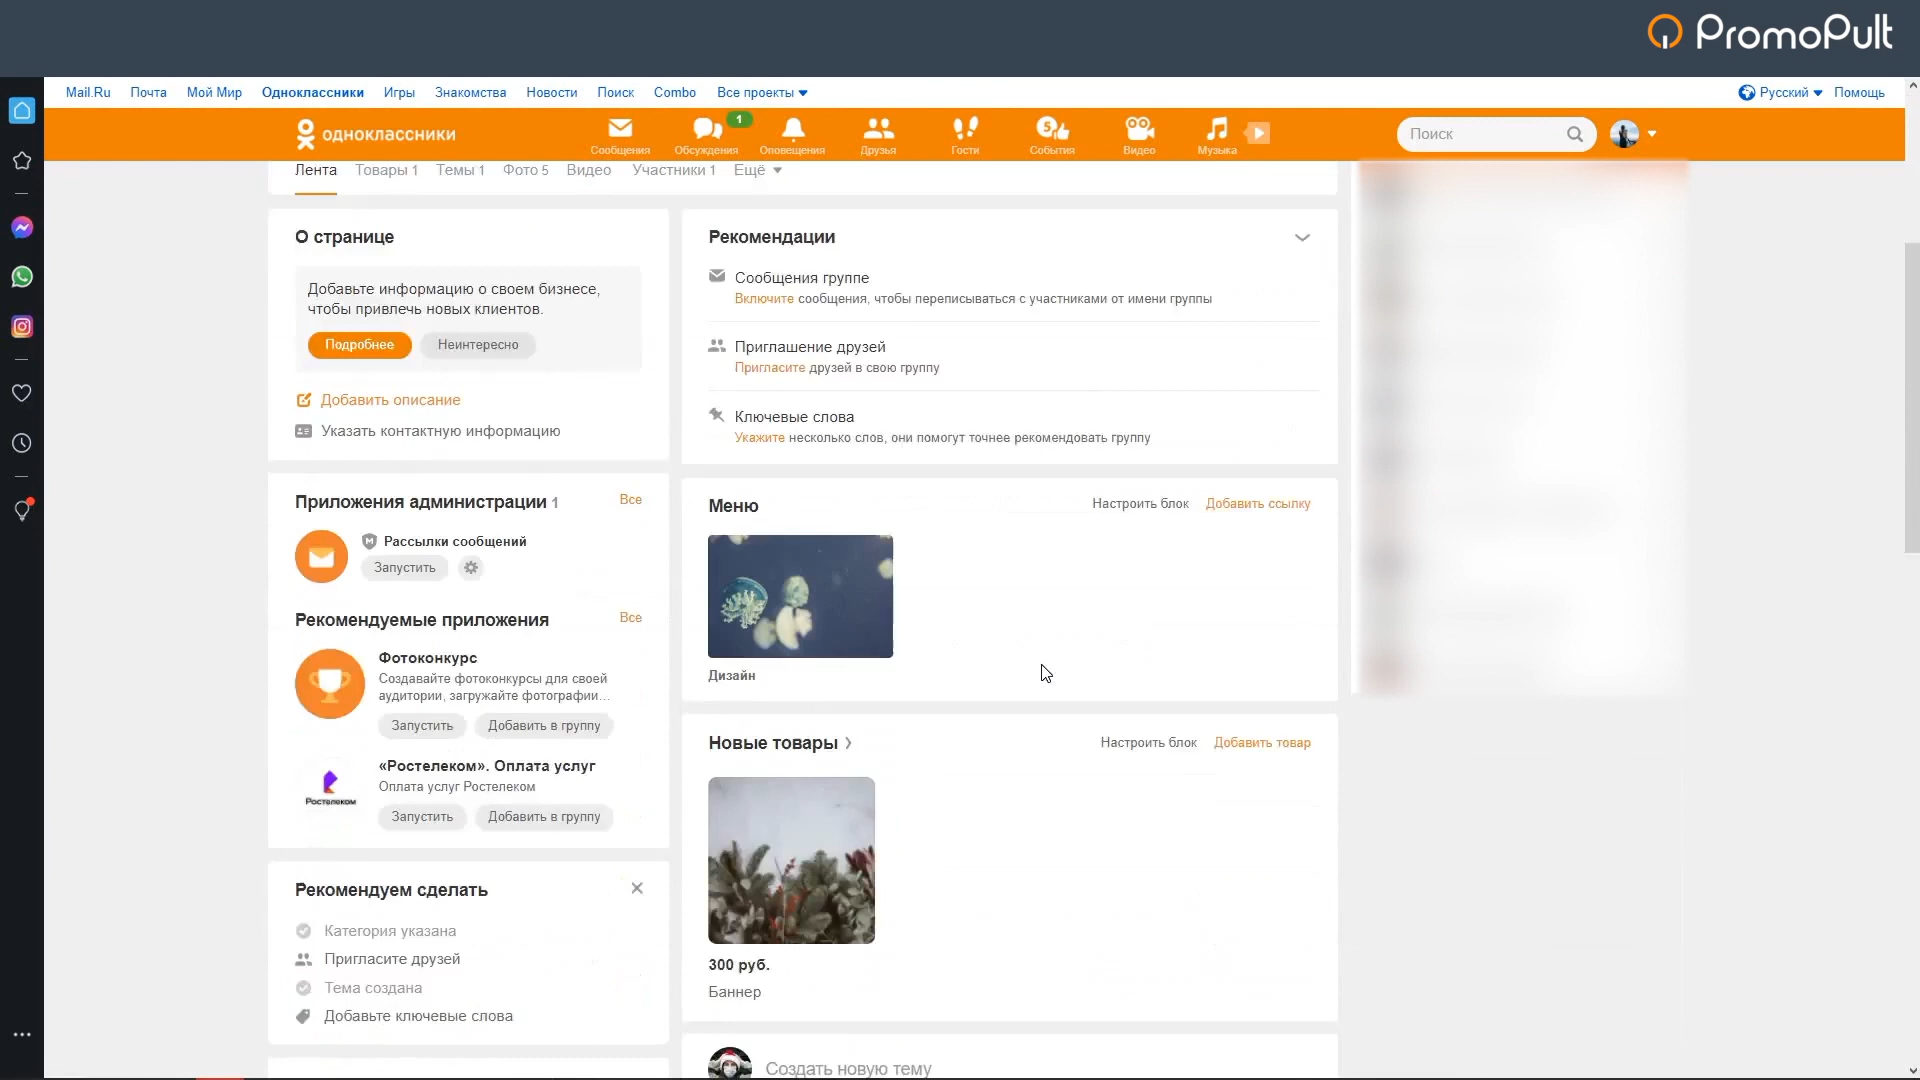 PromoPult
Mail.Ru Почта Мой Мир Одноклассники Игры Знакомства Новости Поиск Combo Все проекты Русский Помощь
одноклассники
1
5
Сообщения Обсуждения Оповещения Друзья Гости События Видео Музыка
Поиск
Лента Товары 1 Темы 1 Фото 5 Видео Участники 1 Ещё
О странице
Добавьте информацию о своем бизнесе,
чтобы привлечь новых клиентов.
Подробнее Неинтересно
Добавить описание
Указать контактную информацию
Приложения администрации 1 Все
Рассылки сообщений
Запустить
Рекомендуемые приложения Все
Фотоконкурс
Создавайте фотоконкурсы для своей
аудитории, загружайте фотографии...
Запустить Добавить в группу
Ростелеком
«Ростелеком». Оплата услуг
Оплата услуг Ростелеком
Запустить Добавить в группу
Рекомендуем сделать
Категория указана
Пригласите друзей
Тема создана
Добавьте ключевые слова
Рекомендации
Сообщения группе
Включите сообщения, чтобы переписываться с участниками от имени группы
Приглашение друзей
Пригласите друзей в свою группу
Ключевые слова
Укажите несколько слов, они помогут точнее рекомендовать группу
Меню Настроить блок Добавить ссылку
Дизайн
Новые товары Настроить блок Добавить товар
300 руб.
Баннер
Создать новую тему